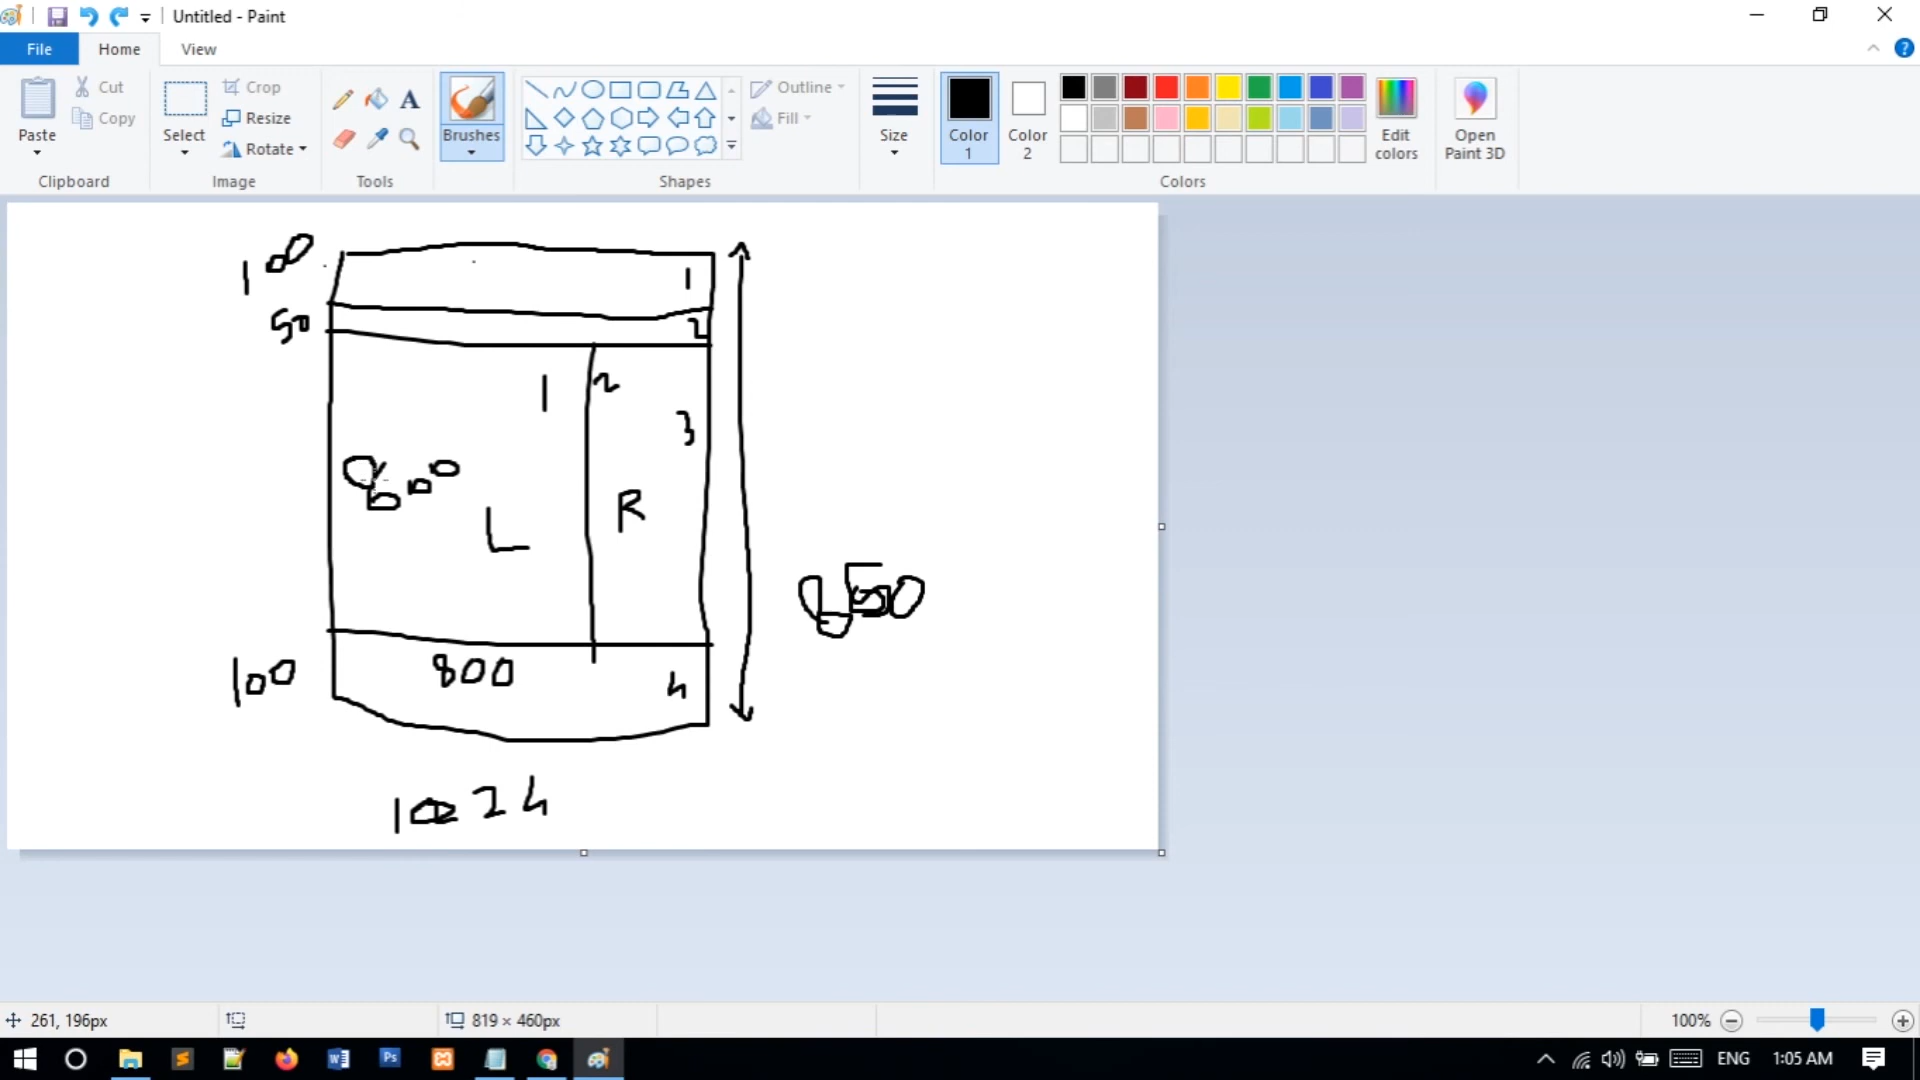 Untitled - Paint
File
Home
View
Paste
Cut
Copy
Clipboard
Select
Crop
Resize
Rotate
Image
A
Tools
Brushes
Shapes
Outline
Fill
Size
Color
1
Color
2
Edit
colors
Open
Paint 3D
Colors
100
1
50
2
1
2
3
L
R
100
800
4
1024
261, 196px
819 × 460px
100%
ENG
1:05 AM